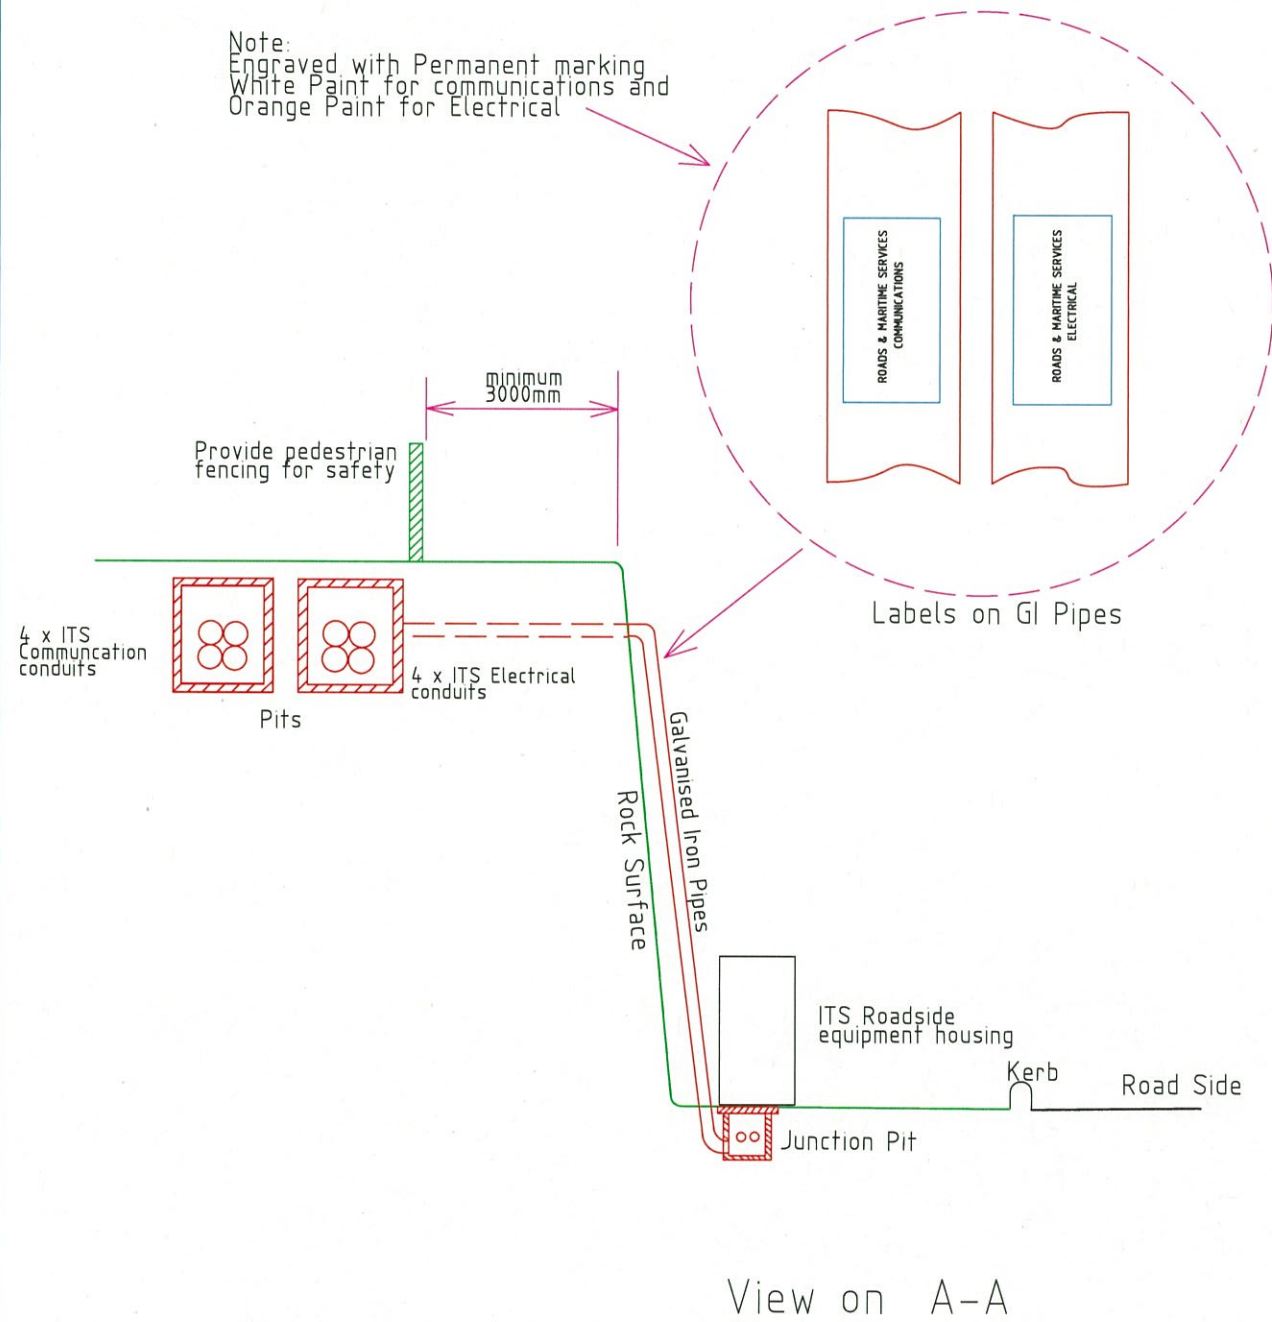 Note:
Engraved with Permanent marking
White Paint for communications and
Orange Paint for Electrical
ROADS & MARITIME SERVICES
COMMUNICATIONS
ROADS & MARITIME SERVICES
ELECTRICAL
minimum
3000mm
Provide pedestrian
fencing for safety
Labels on GI Pipes
4 x ITS
Communcation
conduits
4 x ITS Electrical
conduits
Pits
Galvanised Iron Pipes
Rock Surface
ITS Roadside
equipment housing
Kerb
Road Side
Junction Pit
View on A-A